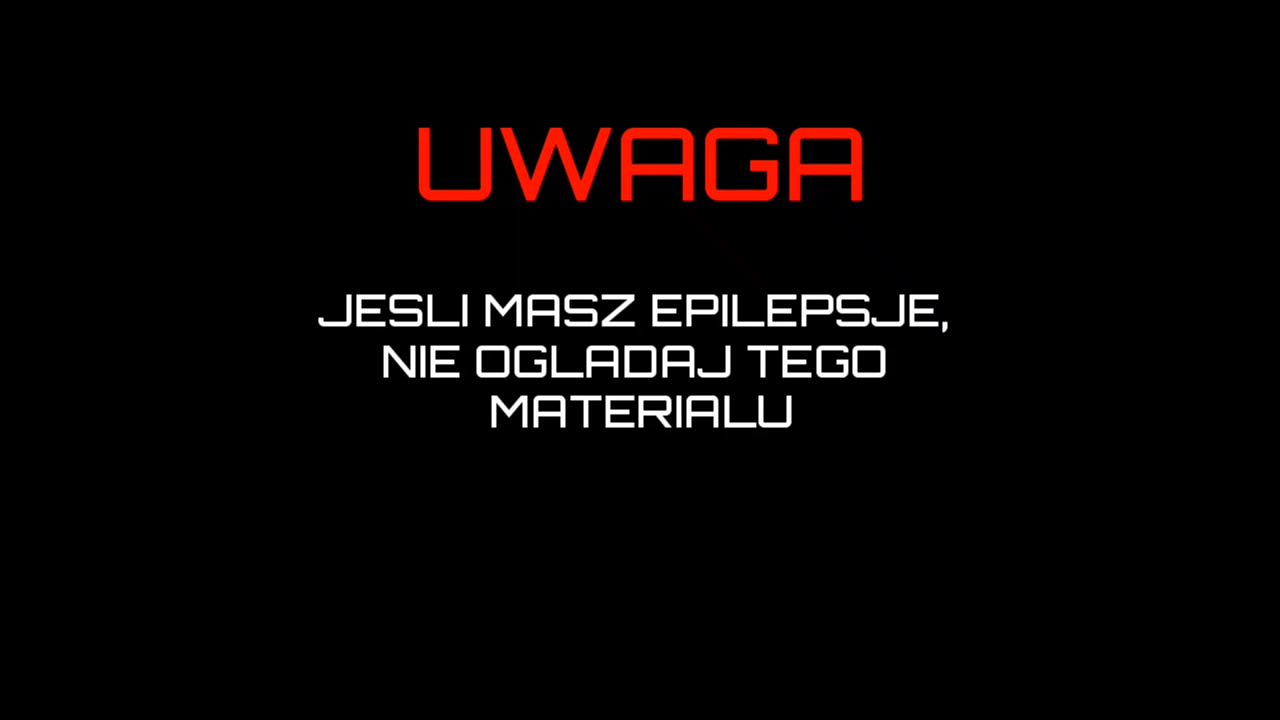 UWAGA
JESLI MASZ EPILEPSJE,
NIE OGLADAJ TEGO
MATERIALU